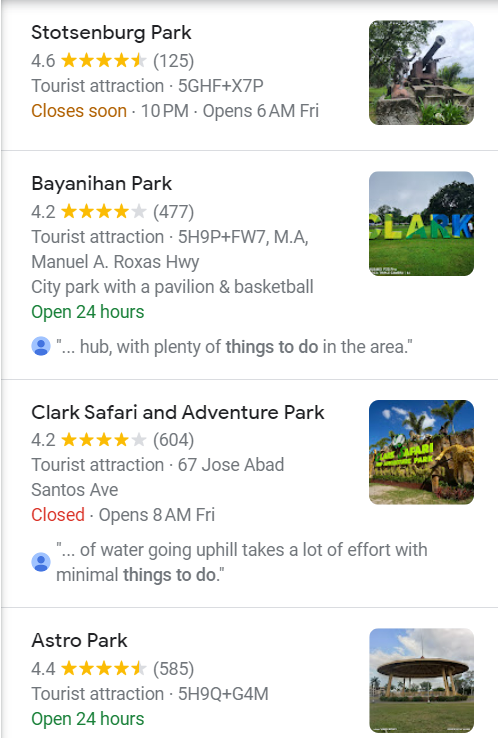 Stotsenburg Park
4.6 ★★★★★ (125)
Tourist attraction · 5GHF+X7P
Closes soon · 10 PM · Opens 6 AM Fri
Bayanihan Park
4.2 ★★★★★ (477)
Tourist attraction · 5H9P+FW7, M.A,
Manuel A. Roxas Hwy
City park with a pavilion & basketball
Open 24 hours
CLARK
"... hub, with plenty of things to do in the area."
Clark Safari and Adventure Park
4.2 ★★★★★ (604)
Tourist attraction · 67 Jose Abad
Santos Ave
Closed · Opens 8 AM Fri
"... of water going uphill takes a lot of effort with
minimal things to do."
Astro Park
4.4 ★★★★★ (585)
Tourist attraction · 5H9Q+G4M
Open 24 hours